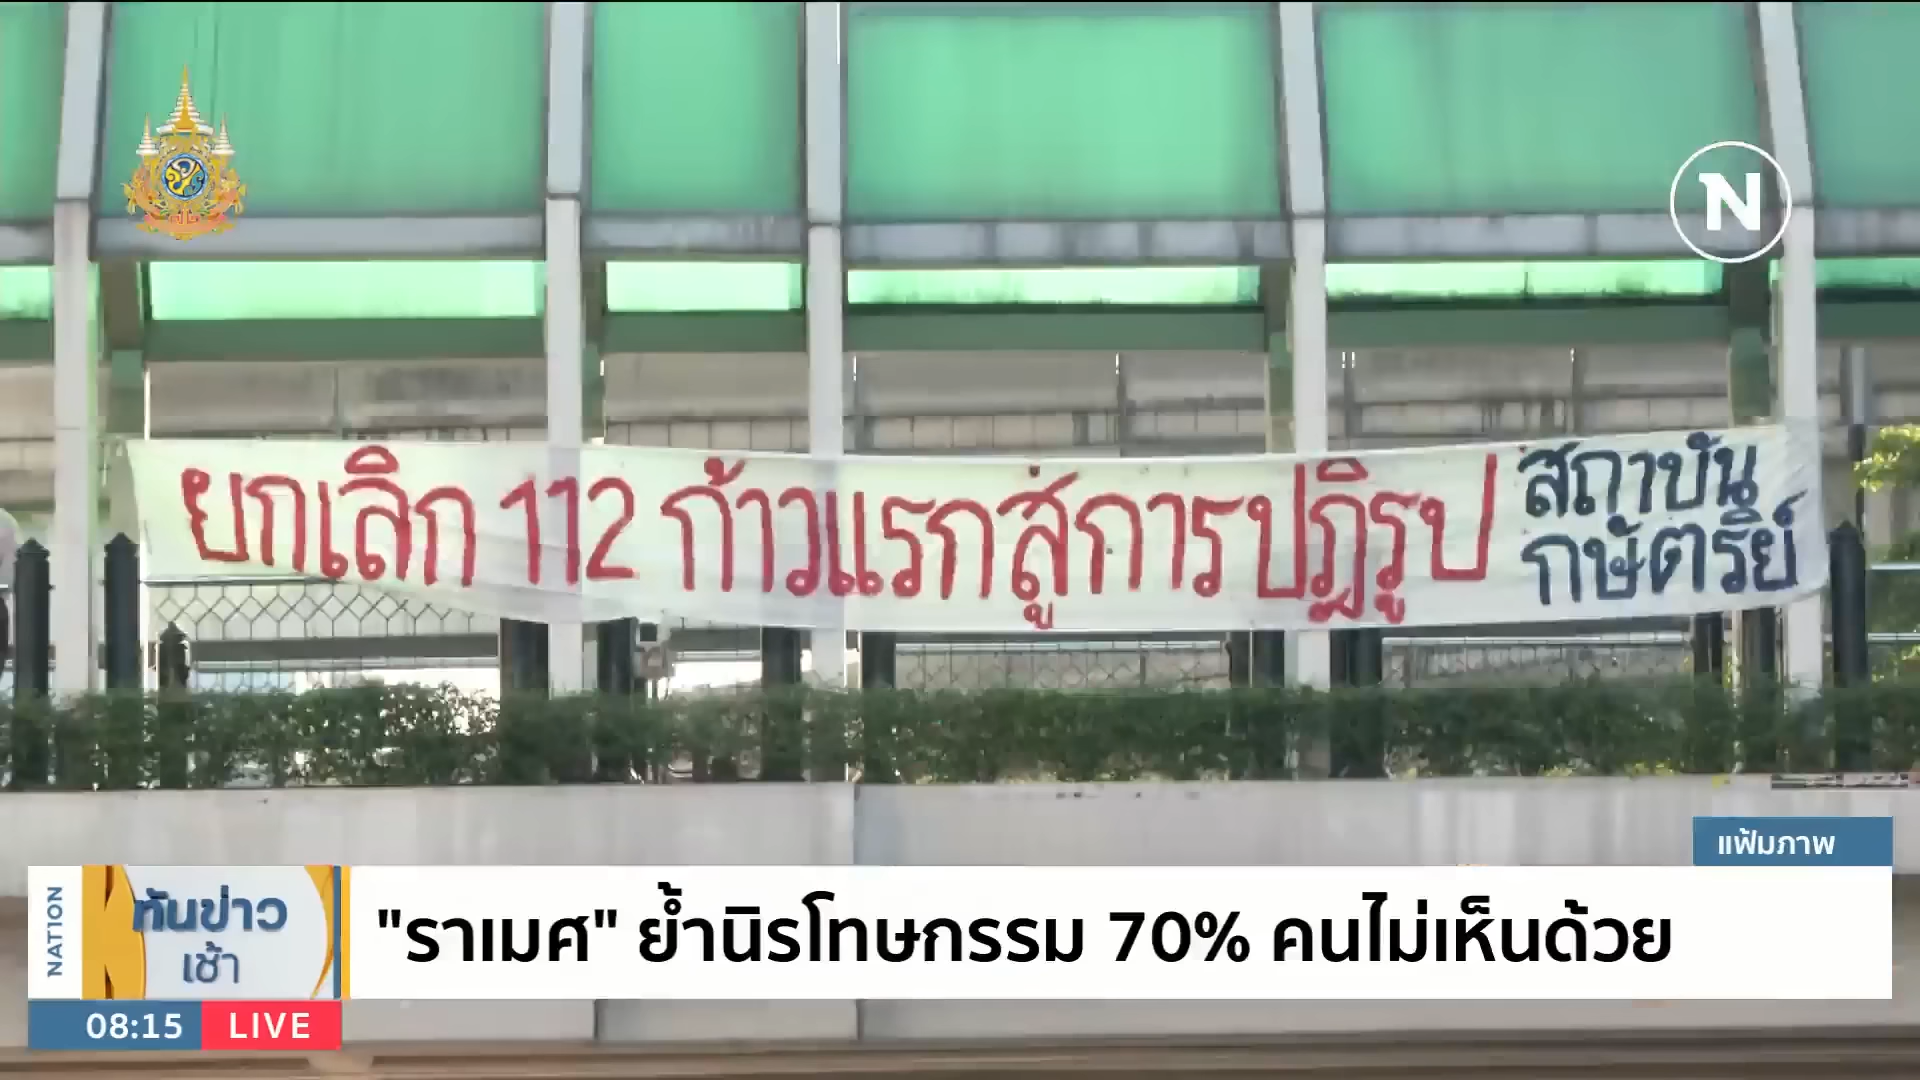 N
ยกเลิก 112 ก้าวแรกสู่การปฏิรูป สถาบัน
กษัตริย์
แฟ้มภาพ
NATION
ทันข่าว
เช้า
"ราเมศ" ย้ำนิรโทษกรรม 70% คนไม่เห็นด้วย
08:15 LIVE